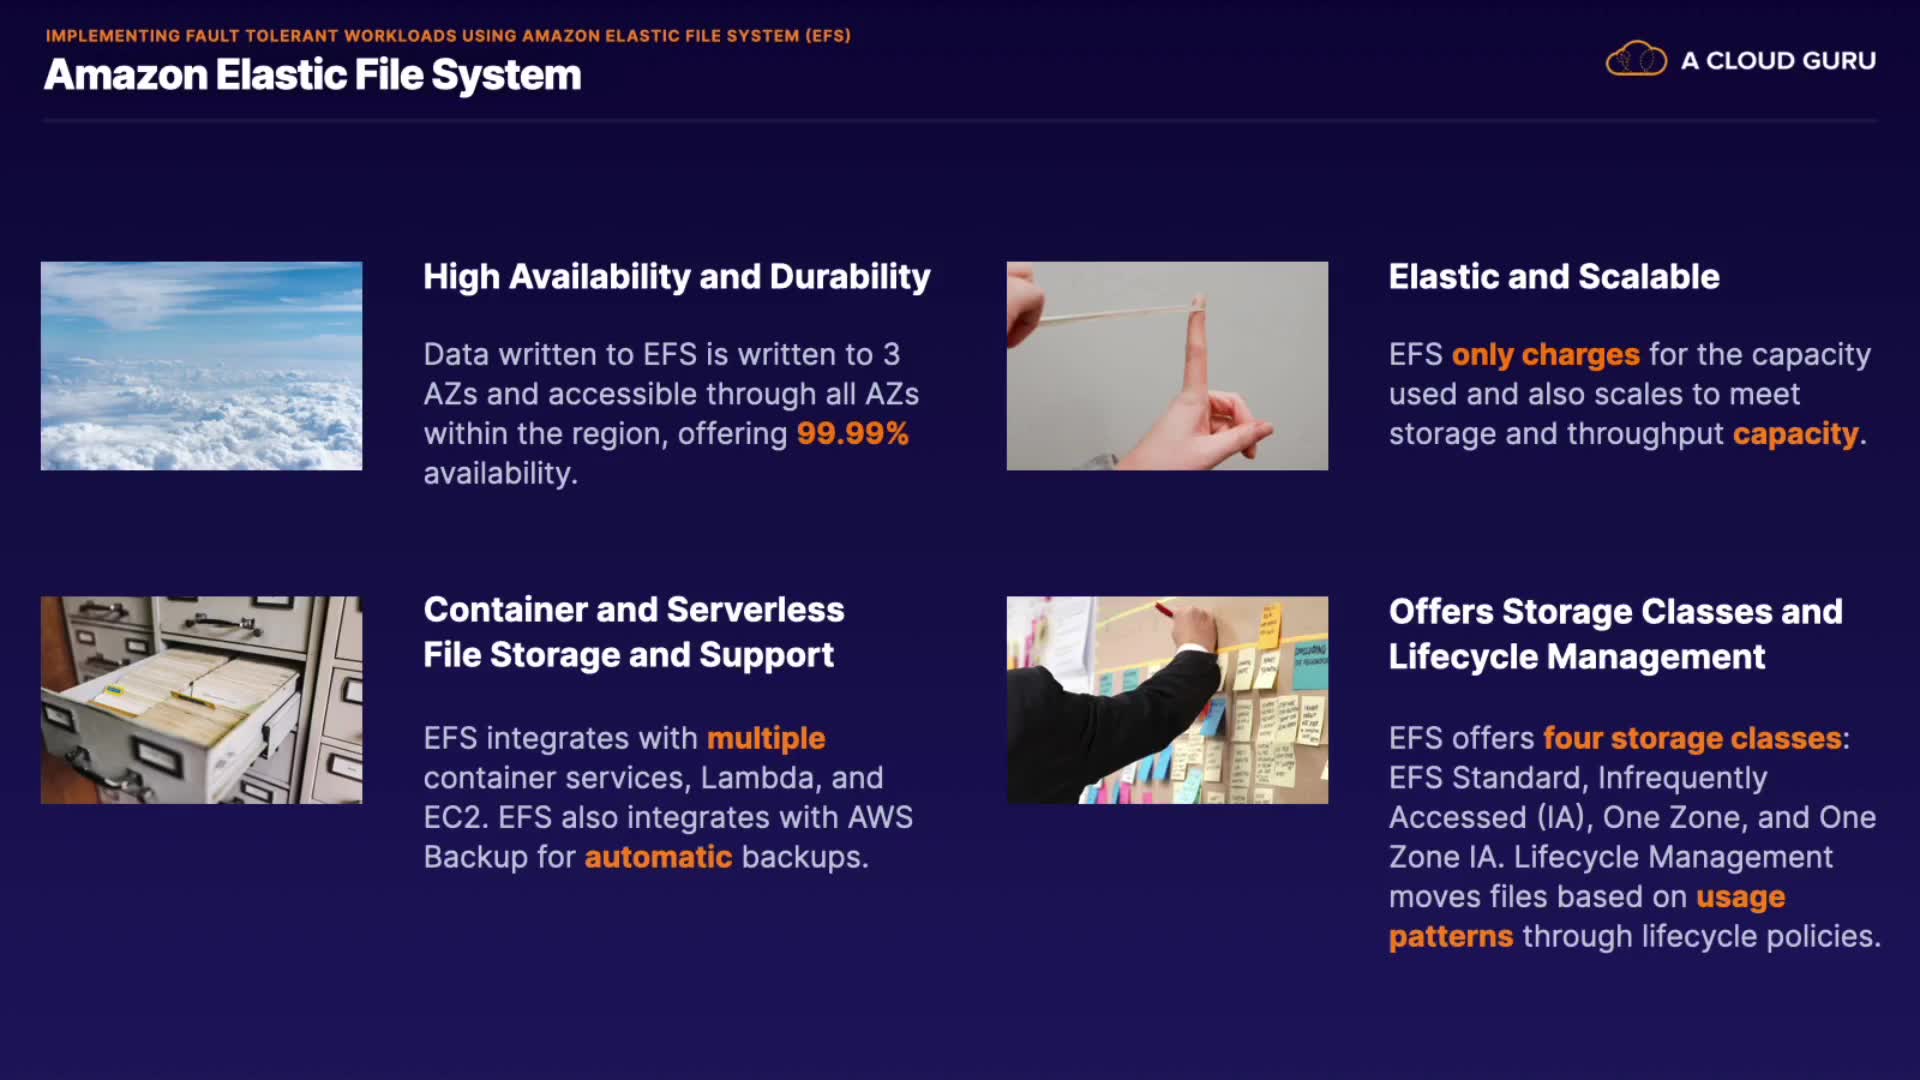 IMPLEMENTING FAULT TOLERANT WORKLOADS USING AMAZON ELASTIC FILE SYSTEM (EFS)
Amazon Elastic File System
A CLOUD GURU
High Availability and Durability
Data written to EFS is written to 3
AZs and accessible through all AZs
within the region, offering 99.99%
availability.
Elastic and Scalable
EFS only charges for the capacity
used and also scales to meet
storage and throughput capacity.
Container and Serverless
File Storage and Support
EFS integrates with multiple
container services, Lambda, and
EC2. EFS also integrates with AWS
Backup for automatic backups.
Offers Storage Classes and
Lifecycle Management
EFS offers four storage classes:
EFS Standard, Infrequently
Accessed (IA), One Zone, and One
Zone IA. Lifecycle Management
moves files based on usage
patterns through lifecycle policies.